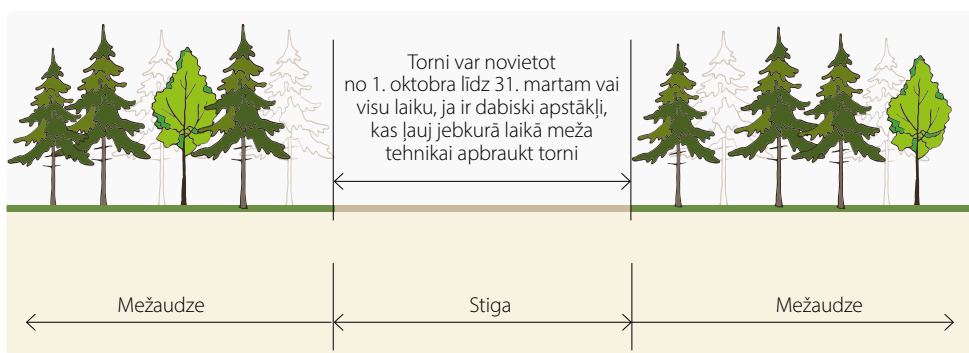 Torni var novietot
no 1. oktobra līdz 31. martam vai
visu laiku, ja ir dabiski apstākļi,
kas ļauj jebkurā laikā meža
tehnikai apbraukt torni
Mežaudze
Stiga
Mežaudze